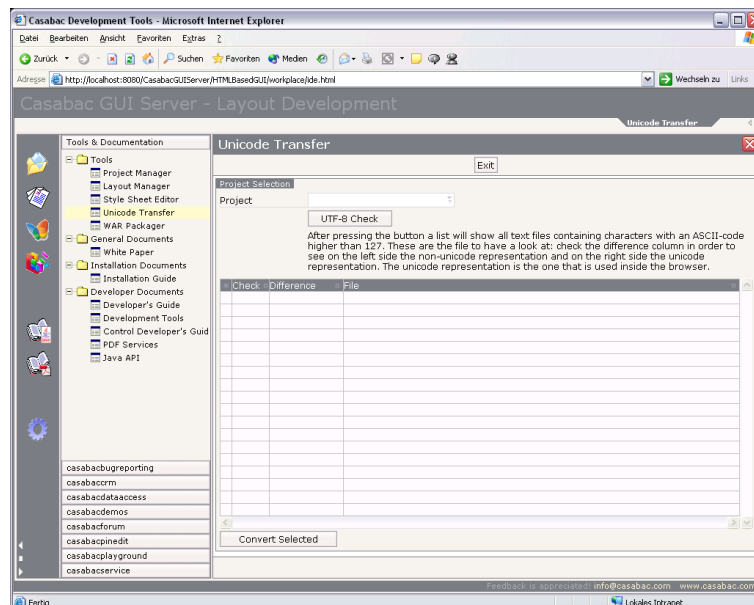 Casabac Development Tools - Microsoft Internet Explorer
Datei Bearbeiten Ansicht Favoriten Extras ?
Zurück Suchen Favoriten Medien
Adresse http://localhost:8080/CasabacGUIServer/HTMLBasedGUI/workplace/ide.html Wechseln zu Links
Casabac GUI Server - Layout Development
Unicode Transfer
Tools & Documentation
Tools
Project Manager
Layout Manager
Style Sheet Editor
Unicode Transfer
WAR Packager
General Documents
White Paper
Installation Documents
Installation Guide
Developer Documents
Developer's Guide
Development Tools
Control Developer's Guid
PDF Services
Java API
casabacbugreporting
casabaccrm
casabacdataaccess
casabacdemos
casabacforum
casabacpinedit
casabacplayground
casabacservice
Unicode Transfer
Exit
Project Selection
Project
UTF-8 Check
After pressing the button a list will show all text files containing characters with an ASCII-code
higher than 127. These are the file to have a look at: check the difference column in order to
see on the left side the non-unicode representation and on the right side the unicode
representation. The unicode representation is the one that is used inside the browser.
Check Difference File
Convert Selected
Feedback is appreciated! info@casabac.com www.casabac.com
Fertig Lokales Intranet